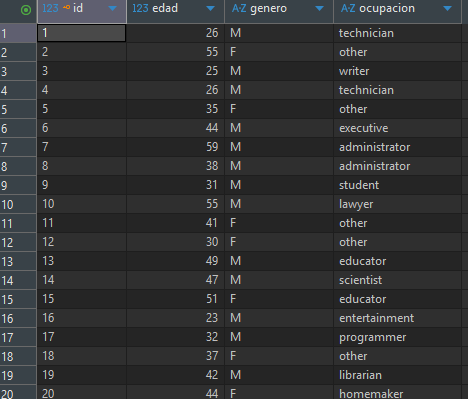 123 id 123 edad A-Z genero A-Z ocupacion
1 1 26 M technician
2 2 55 F other
3 3 25 M writer
4 4 26 M technician
5 5 35 F other
6 6 44 M executive
7 7 59 M administrator
8 8 38 M administrator
9 9 31 M student
10 10 55 M lawyer
11 11 41 F other
12 12 30 F other
13 13 49 M educator
14 14 47 M scientist
15 15 51 F educator
16 16 23 M entertainment
17 17 32 M programmer
18 18 37 F other
19 19 42 M librarian
20 20 44 F homemaker